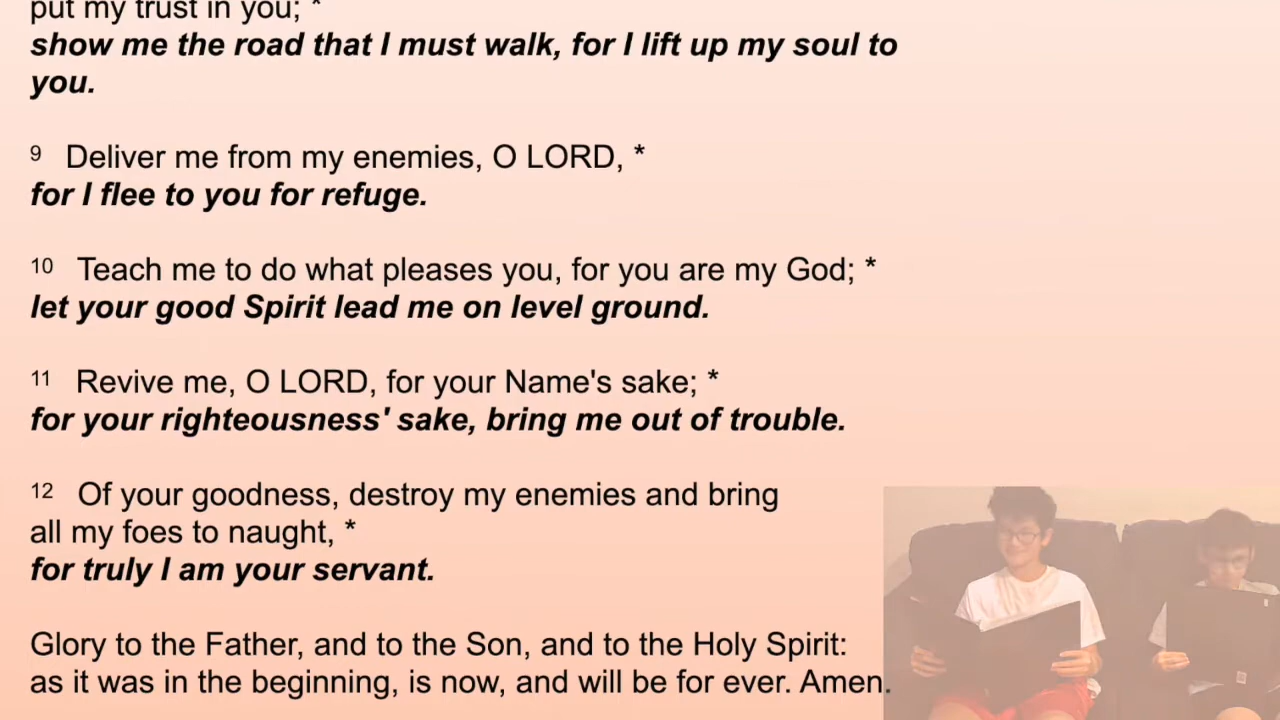 put my trust in you; *
show me the road that I must walk, for I lift up my soul to
you.
9 Deliver me from my enemies, O LORD, *
for I flee to you for refuge.
10 Teach me to do what pleases you, for you are my God; *
let your good Spirit lead me on level ground.
11 Revive me, O LORD, for your Name's sake; *
for your righteousness' sake, bring me out of trouble.
12 Of your goodness, destroy my enemies and bring
all my foes to naught, *
for truly I am your servant.
Glory to the Father, and to the Son, and to the Holy Spirit:
as it was in the beginning, is now, and will be for ever. Amen.